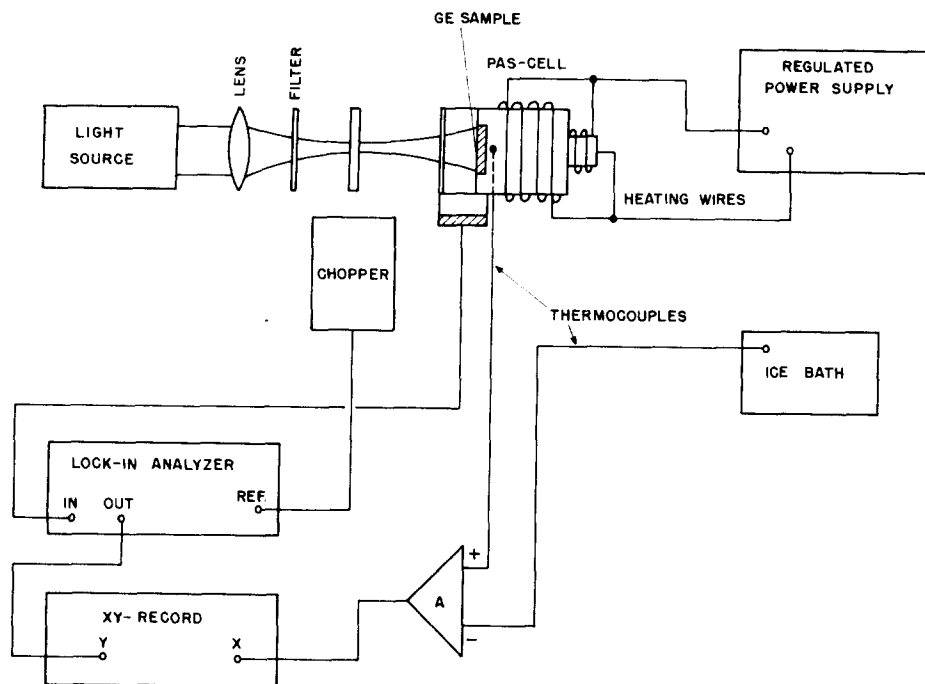 GE SAMPLE
PAS-CELL
REGULATED
POWER SUPPLY
LENS
FILTER
LIGHT
SOURCE
HEATING WIRES
CHOPPER
THERMOCOUPLES
ICE BATH
LOCK-IN ANALYZER
IN
OUT
REF.
+
A
−
XY-RECORD
Y
X